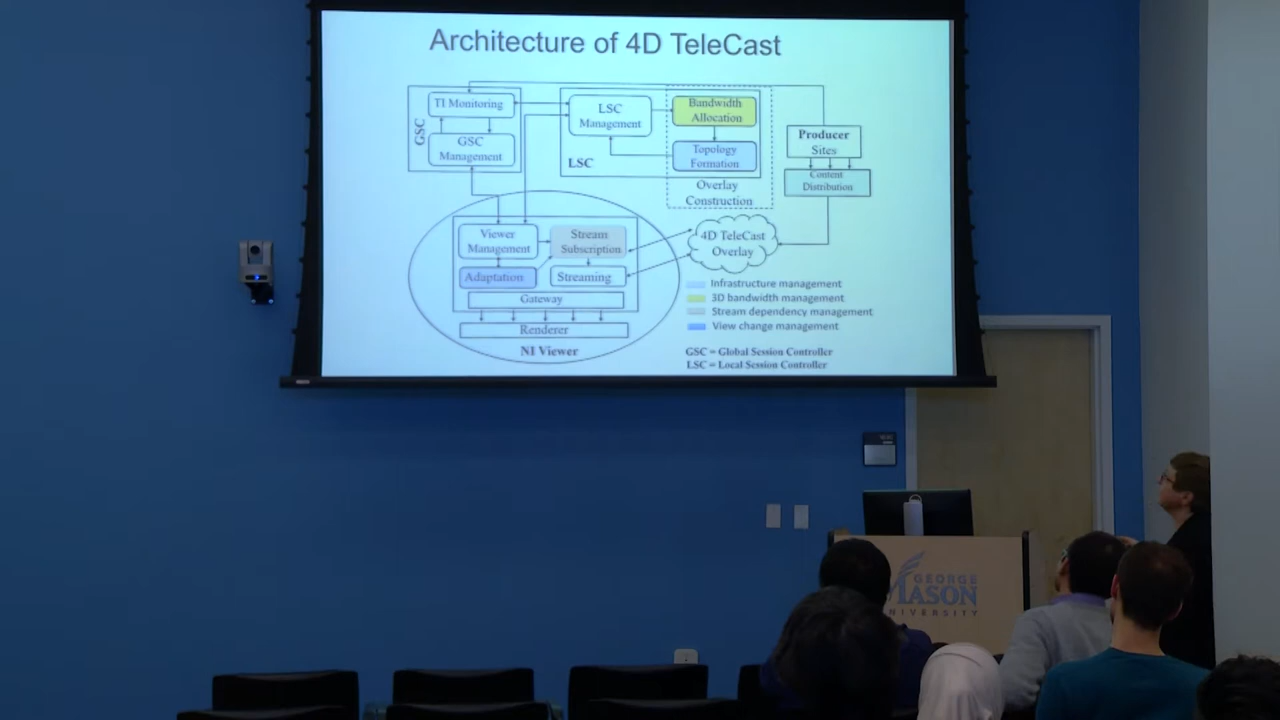 Architecture of 4D TeleCast
GSC
TI Monitoring
GSC
Management
LSC
Management
LSC
Bandwidth
Allocation
Topology
Formation
Overlay
Construction
Producer
Sites
Content
Distribution
Viewer
Management
Stream
Subscription
Adaptation
Streaming
Gateway
Renderer
NI Viewer
4D TeleCast
Overlay
Infrastructure management
3D bandwidth management
Stream dependency management
View change management
GSC = Global Session Controller
LSC = Local Session Controller
GEORGE
MASON
UNIVERSITY